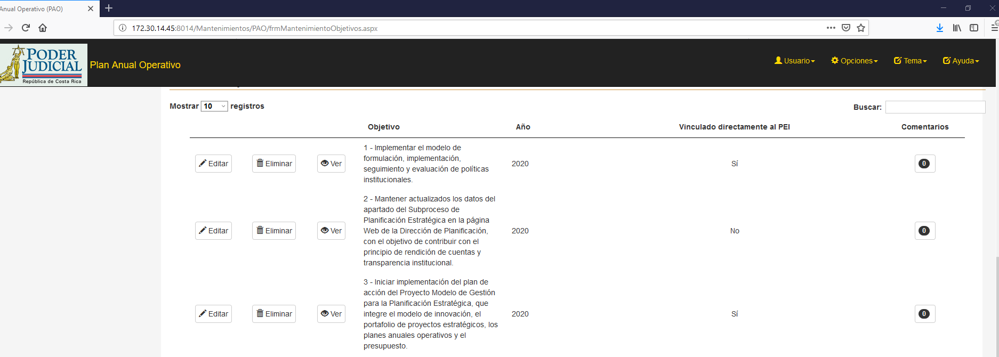 Anual Operativo (PAO)
172.30.14.45:8014/Mantenimientos/PAO/frmMantenimientoObjetivos.aspx
PODER
JUDICIAL
República de Costa Rica
Plan Anual Operativo
Usuario
Opciones
Tema
Ayuda
Mostrar 10 registros
Buscar:
Objetivo Año Vinculado directamente al PEI Comentarios
1 - Implementar el modelo de
formulación, implementación,
seguimiento y evaluación de políticas
institucionales.
Editar Eliminar Ver 2020 Sí 0
2 - Mantener actualizados los datos del
apartado del Subproceso de
Planificación Estratégica en la página
Web de la Dirección de Planificación,
con el objetivo de contribuir con el
principio de rendición de cuentas y
transparencia institucional.
Editar Eliminar Ver 2020 No 0
3 - Iniciar implementación del plan de
acción del Proyecto Modelo de Gestión
para la Planificación Estratégica, que
integre el modelo de innovación, el
portafolio de proyectos estratégicos, los
planes anuales operativos y el
presupuesto.
Editar Eliminar Ver 2020 Sí 0